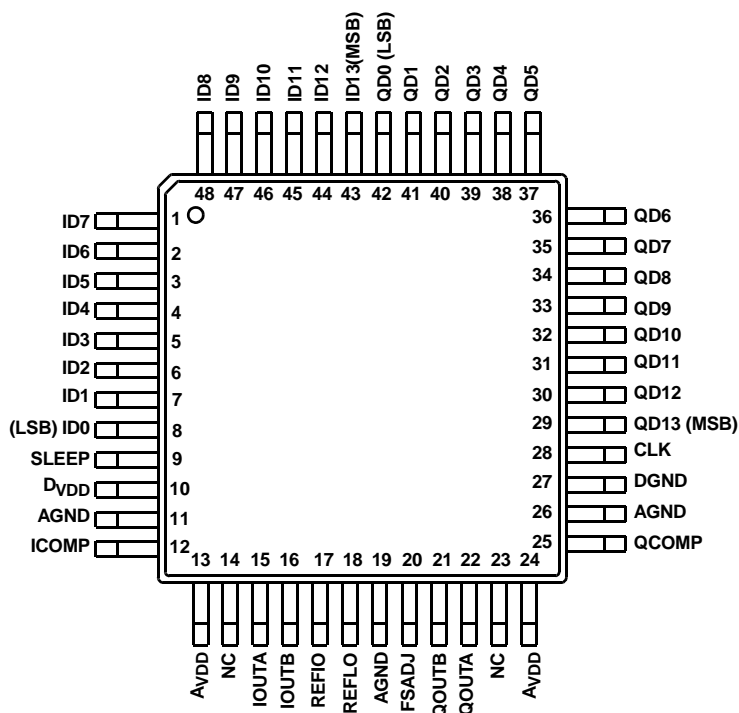 ID8
ID9
ID10
ID11
ID12
ID13(MSB)
QD0 (LSB)
QD1
QD2
QD3
QD4
QD5
48
47
46
45
44
43
42
41
40
39
38
37
ID7
1
ID6
2
ID5
3
ID4
4
ID3
5
ID2
6
ID1
7
(LSB) ID0
8
SLEEP
9
DVDD
10
AGND
11
ICOMP
12
36
QD6
35
QD7
34
QD8
33
QD9
32
QD10
31
QD11
30
QD12
29
QD13 (MSB)
28
CLK
27
DGND
26
AGND
25
QCOMP
13
14
15
16
17
18
19
20
21
22
23
24
AVDD
NC
IOUTA
IOUTB
REFIO
REFLO
AGND
FSADJ
QOUTB
QOUTA
NC
AVDD